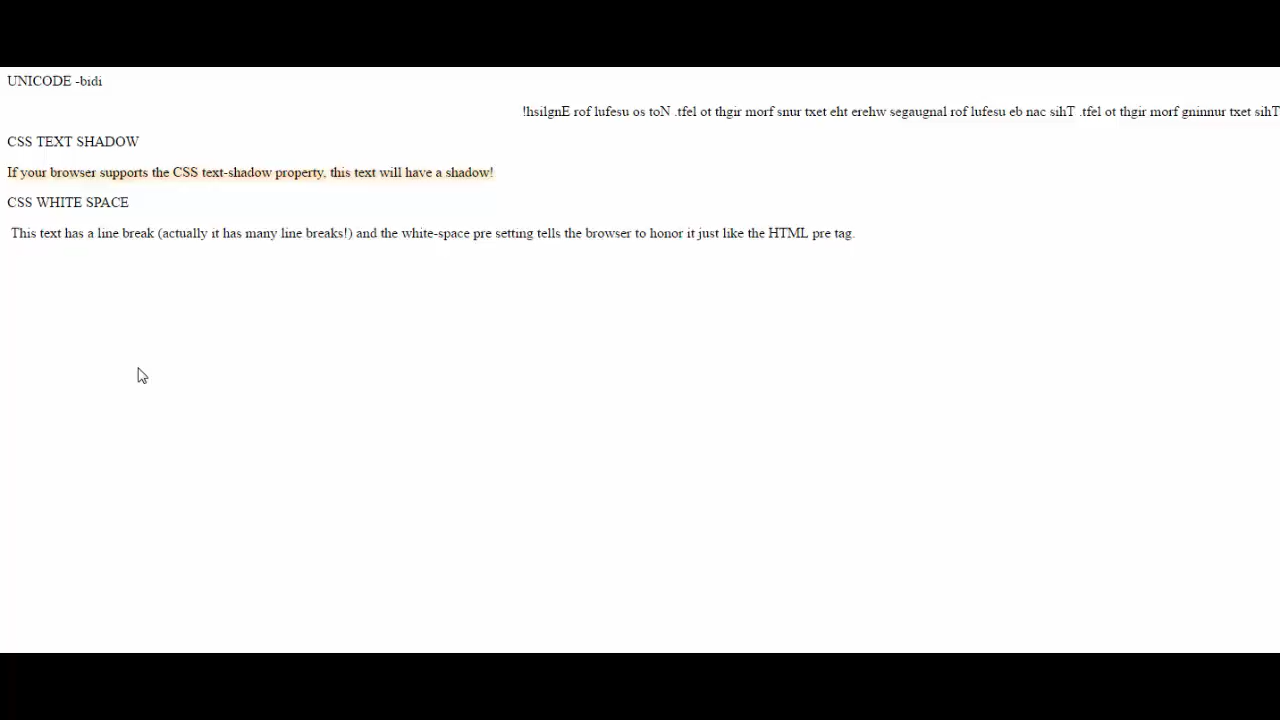 UNICODE -bidi
!hsilgnE rof lufesu os toN .tfel ot thgir morf snur txet eht erehw segaugnal rof lufesu eb nac sihT .tfel ot thgir morf gninnur txet sihT
CSS TEXT SHADOW
If your browser supports the CSS text-shadow property, this text will have a shadow!
CSS WHITE SPACE
This text has a line break (actually it has many line breaks!) and the white-space pre setting tells the browser to honor it just like the HTML pre tag.